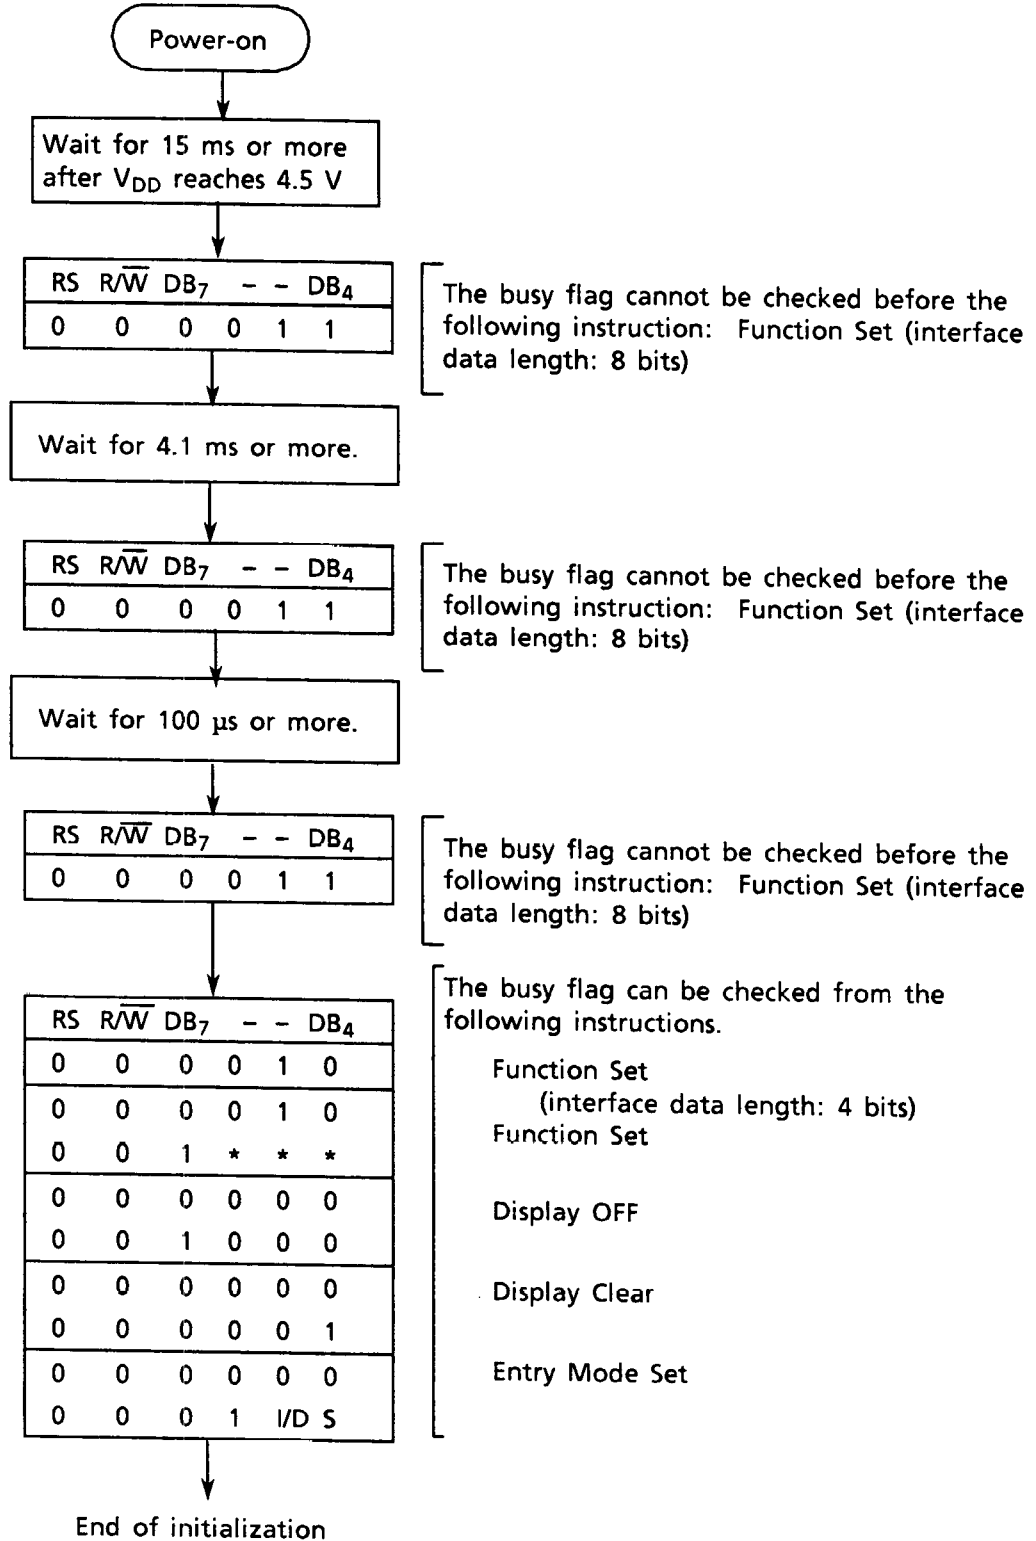 Power-on
Wait for 15 ms or more
after VDD reaches 4.5 V
RS R/W̅ DB7 - - DB4
0 0 0 0 1 1
The busy flag cannot be checked before the
following instruction: Function Set (interface
data length: 8 bits)
Wait for 4.1 ms or more.
RS R/W̅ DB7 - - DB4
0 0 0 0 1 1
The busy flag cannot be checked before the
following instruction: Function Set (interface
data length: 8 bits)
Wait for 100 μs or more.
RS R/W̅ DB7 - - DB4
0 0 0 0 1 1
The busy flag cannot be checked before the
following instruction: Function Set (interface
data length: 8 bits)
RS R/W̅ DB7 - - DB4
0 0 0 0 1 0
0 0 0 0 1 0
0 0 1 * * *
0 0 0 0 0 0
0 0 1 0 0 0
0 0 0 0 0 0
0 0 0 0 0 1
0 0 0 0 0 0
0 0 0 1 I/D S
The busy flag can be checked from the
following instructions.
Function Set
(interface data length: 4 bits)
Function Set
Display OFF
Display Clear
Entry Mode Set
End of initialization